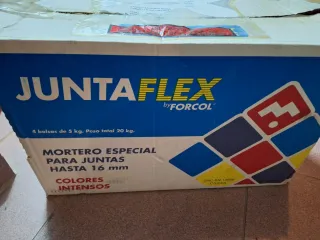 JUNTAFLEX
by FORCOL
4 bolsas de 5 kg. Peso total 20 kg.
MORTERO ESPECIAL
PARA JUNTAS
HASTA 16 mm
COLORES
INTENSOS